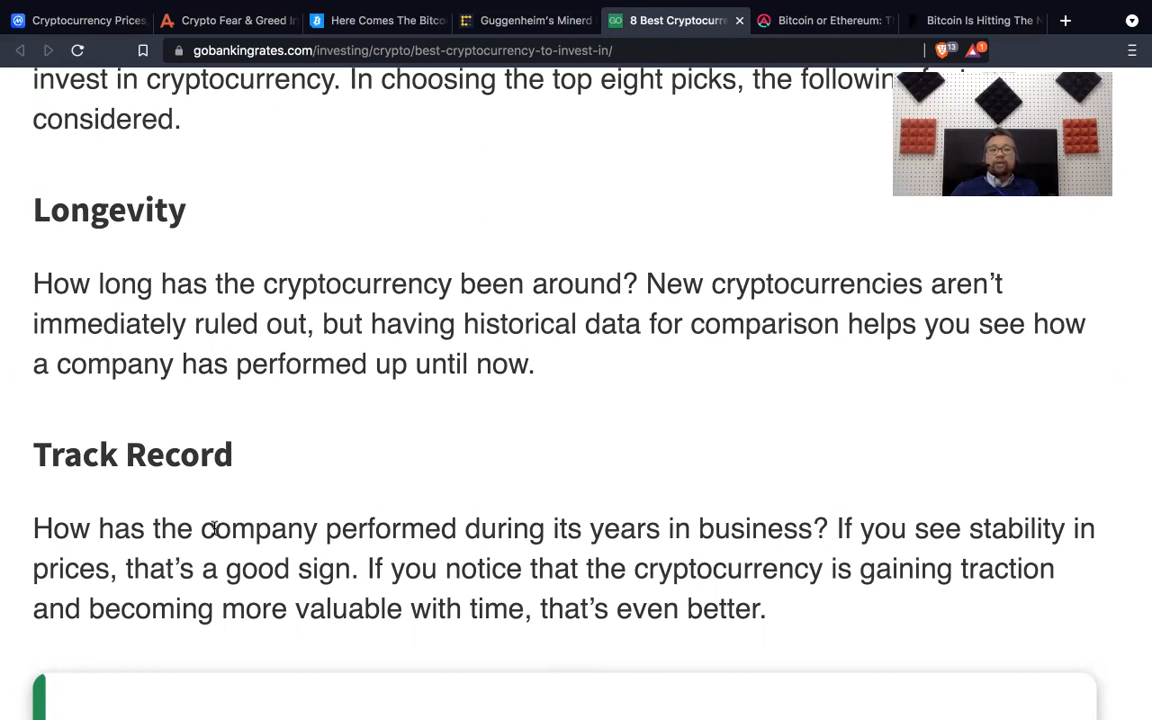 Cryptocurrency Prices,
Crypto Fear & Greed In
Here Comes The Bitco
Guggenheim's Minerd
8 Best Cryptocurr
Bitcoin or Ethereum: T
Bitcoin Is Hitting The N
gobankingrates.com/investing/crypto/best-cryptocurrency-to-invest-in/
13
1
invest in cryptocurrency. In choosing the top eight picks, the followin
considered.
Longevity
How long has the cryptocurrency been around? New cryptocurrencies aren't
immediately ruled out, but having historical data for comparison helps you see how
a company has performed up until now.
Track Record
How has the company performed during its years in business? If you see stability in
prices, that's a good sign. If you notice that the cryptocurrency is gaining traction
and becoming more valuable with time, that's even better.